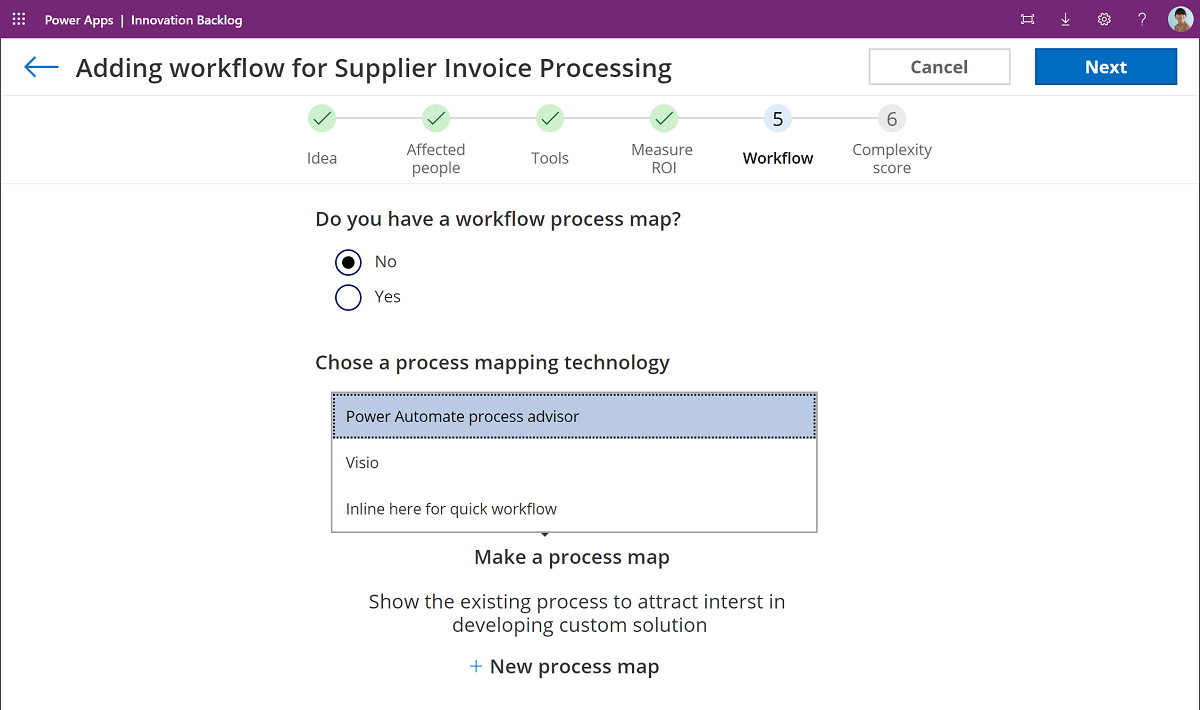 Power Apps | Innovation Backlog
?
Adding workflow for Supplier Invoice Processing
Cancel
Next
Idea
Affected
people
Tools
Measure
ROI
5
Workflow
6
Complexity
score
Do you have a workflow process map?
No
Yes
Chose a process mapping technology
Power Automate process advisor
Visio
Inline here for quick workflow
Make a process map
Show the existing process to attract interst in
developing custom solution
+ New process map